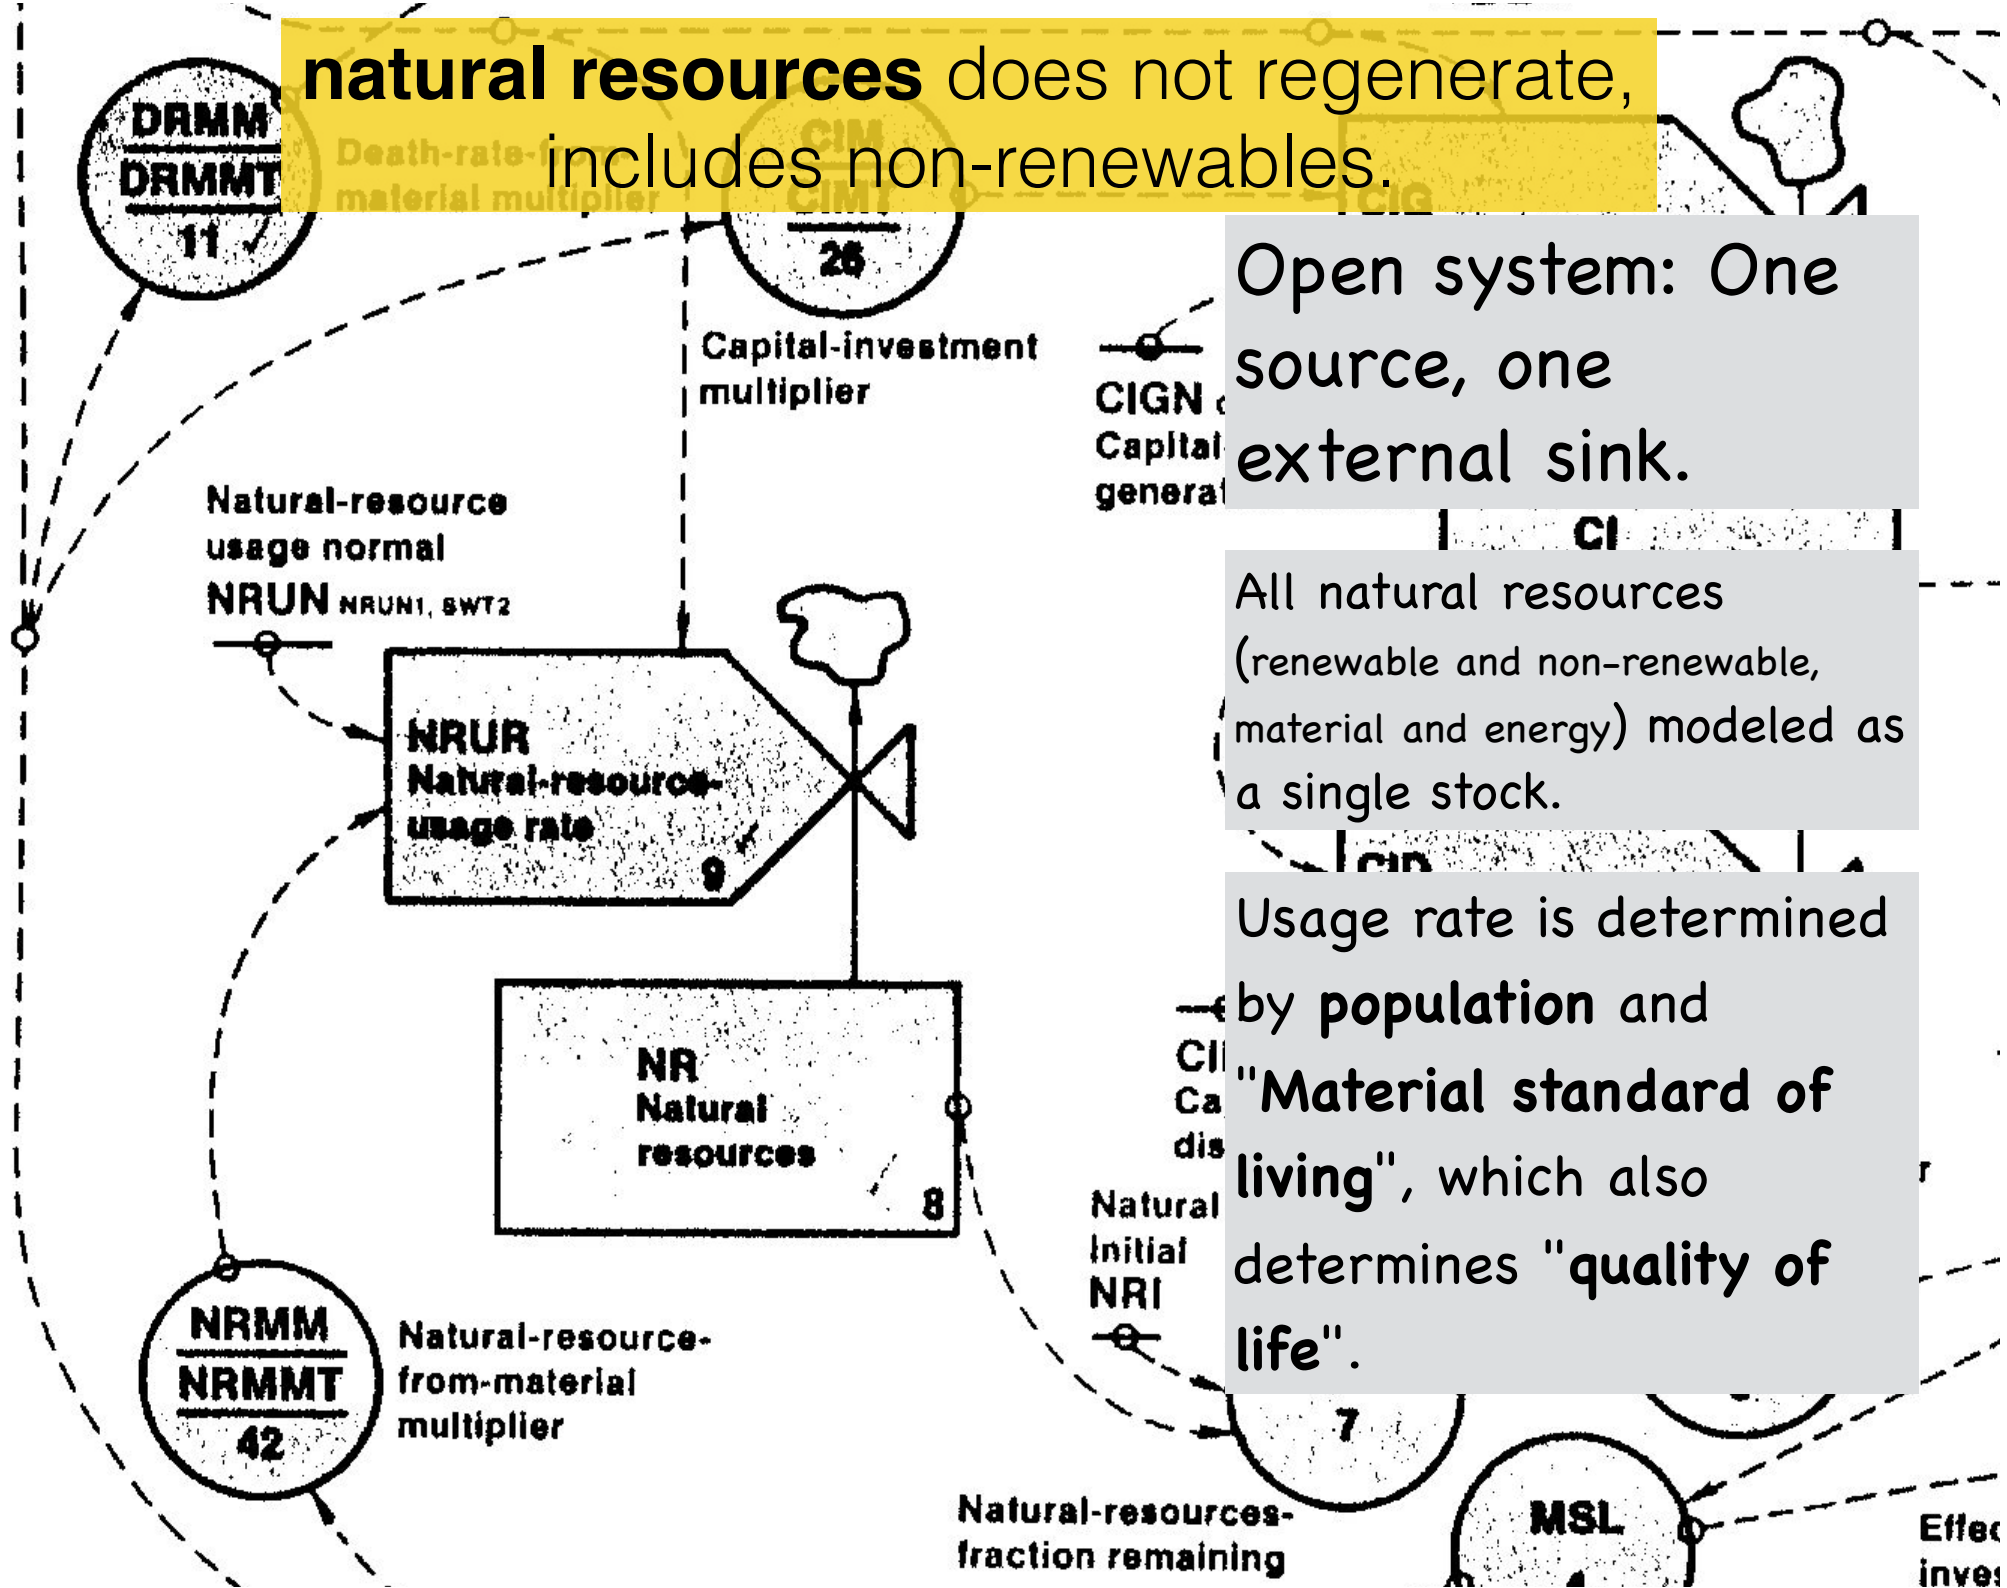 natural resources does not regenerate,
includes non-renewables.
DRMM
DRMMT
11
Death-rate-from-
material multiplier
CIM
CIMT
26
Capital-investment
multiplier
CIG
CIGN
Capital-
Open system: One
source, one
external sink.
CI
Natural-resource
usage normal
NRUN NRUN1, SWT2
All natural resources
(renewable and non-renewable,
material and energy) modeled as
a single stock.
NRUR
Natural-resource-
usage rate
9
CID
Usage rate is determined
by population and
"Material standard of
living", which also
determines "quality of
life".
NR
Natural
resources
8
Natural
initial
NRI
NRMM
NRMMT
42
Natural-resource-
from-material
multiplier
7
Natural-resources-
fraction remaining
MSL
4